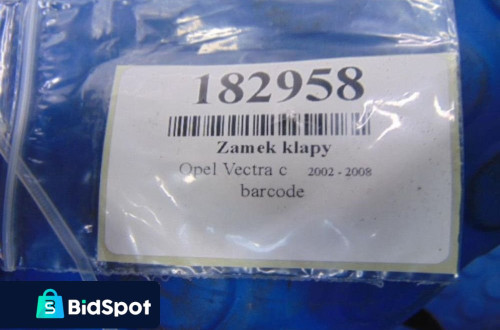 182958
Zamek klapy
Opel Vectra c 2002 - 2008
barcode
BidSpot